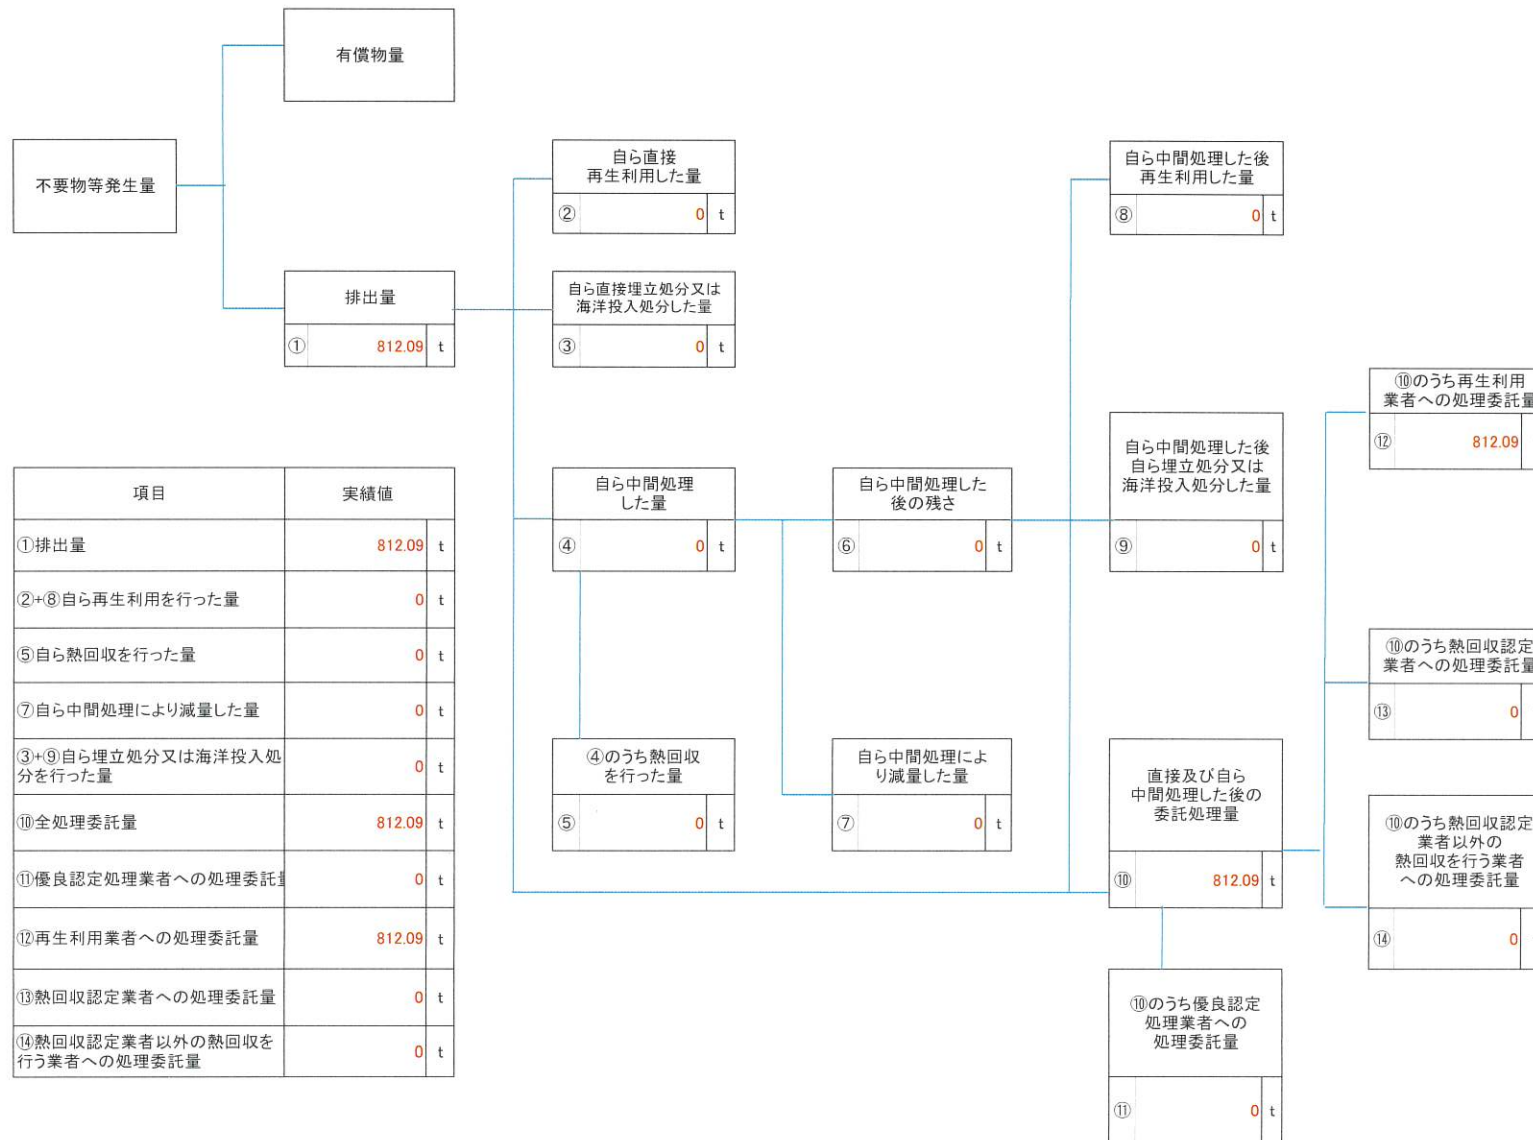 有償物量
不要物等発生量
排出量
① 812.09 t
自ら直接
再生利用した量
② 0 t
自ら直接埋立処分又は
海洋投入処分した量
③ 0 t
自ら中間処理
した量
④ 0 t
④のうち熱回収
を行った量
⑤ 0 t
自ら中間処理した
後の残さ
⑥ 0 t
自ら中間処理によ
り減量した量
⑦ 0 t
自ら中間処理した後
再生利用した量
⑧ 0 t
自ら中間処理した後
自ら埋立処分又は
海洋投入処分した量
⑨ 0 t
直接及び自ら
中間処理した後の
委託処理量
⑩ 812.09 t
⑩のうち優良認定
処理業者への
処理委託量
⑪ 0 t
⑩のうち再生利用
業者への処理委託量
⑫ 812.09
⑩のうち熱回収認定
業者への処理委託量
⑬ 0
⑩のうち熱回収認定
業者以外の
熱回収を行う業者
への処理委託量
⑭ 0
項目 実績値
①排出量 812.09 t
②+⑧自ら再生利用を行った量 0 t
⑤自ら熱回収を行った量 0 t
⑦自ら中間処理により減量した量 0 t
③+⑨自ら埋立処分又は海洋投入処
分を行った量 0 t
⑩全処理委託量 812.09 t
⑪優良認定処理業者への処理委託量 0 t
⑫再生利用業者への処理委託量 812.09 t
⑬熱回収認定業者への処理委託量 0 t
⑭熱回収認定業者以外の熱回収を
行う業者への処理委託量 0 t